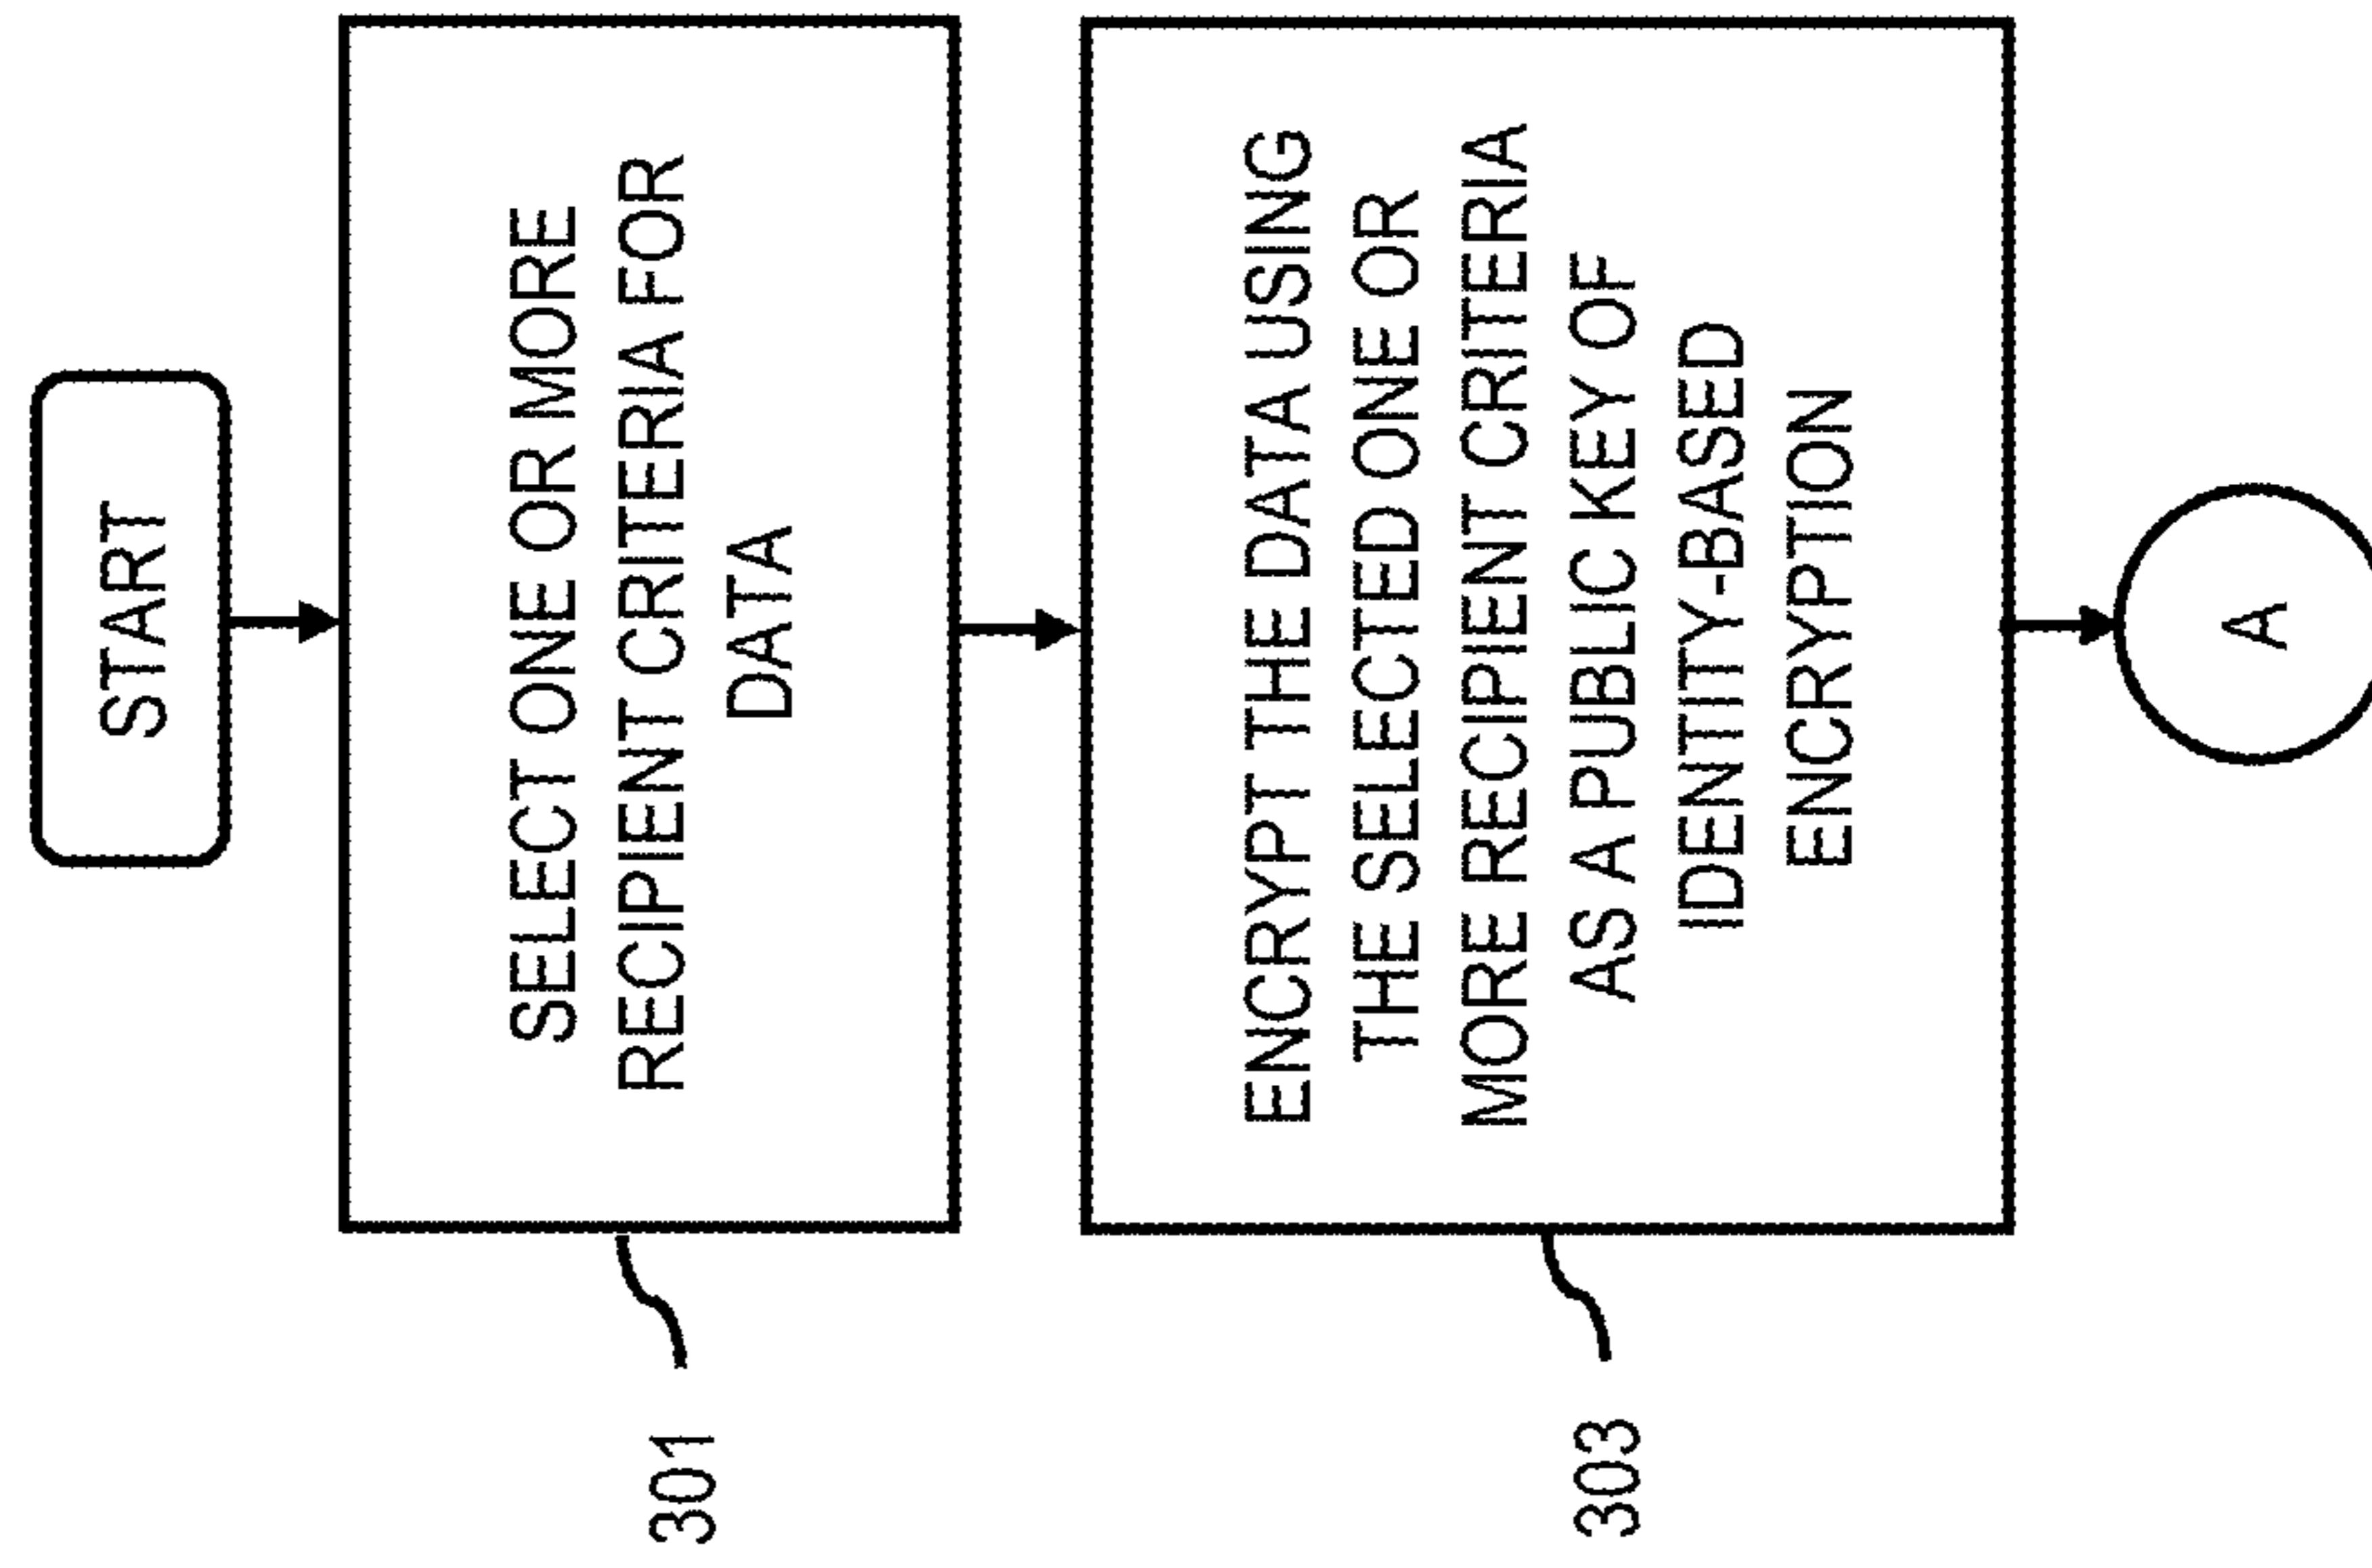 START
SELECT ONE OR MORE
RECIPIENT CRITERIA FOR
DATA
301
ENCRYPT THE DATA USING
THE SELECTED ONE OR
MORE RECIPIENT CRITERIA
AS A PUBLIC KEY OF
IDENTITY-BASED
ENCRYPTION
303
A